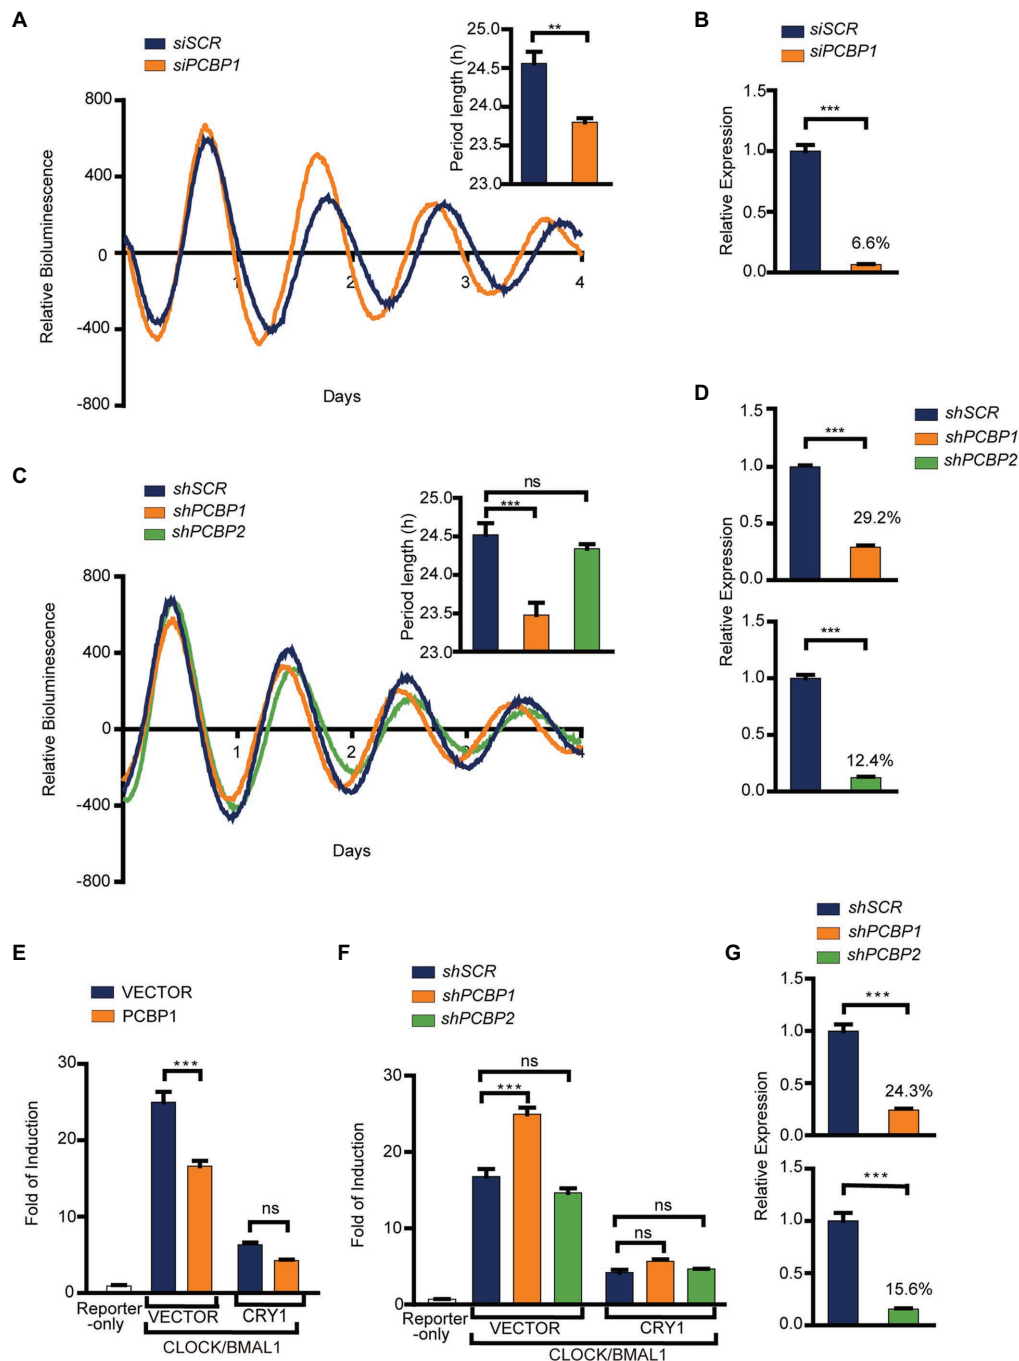 A
siSCR
siPCBP1
Relative Bioluminescence
800
400
0
-400
-800
1
2
3
4
Days
Period length (h)
25.0
24.5
24.0
23.5
23.0
**
B
siSCR
siPCBP1
Relative Expression
1.5
1.0
0.5
0.0
***
6.6%
C
shSCR
shPCBP1
shPCBP2
Relative Bioluminescence
800
400
0
-400
-800
1
2
3
4
Days
Period length (h)
25.0
24.5
24.0
23.5
23.0
ns
***
D
shSCR
shPCBP1
shPCBP2
Relative Expression
1.5
1.0
0.5
0.0
***
29.2%
1.5
1.0
0.5
0.0
***
12.4%
E
VECTOR
PCBP1
Fold of Induction
30
20
10
0
***
ns
Reporter
-only
VECTOR
CRY1
CLOCK/BMAL1
F
shSCR
shPCBP1
shPCBP2
Fold of Induction
30
20
10
0
ns
***
ns
ns
Reporter
-only
VECTOR
CRY1
CLOCK/BMAL1
G
shSCR
shPCBP1
shPCBP2
Relative Expression
1.5
1.0
0.5
0.0
***
24.3%
1.5
1.0
0.5
0.0
***
15.6%